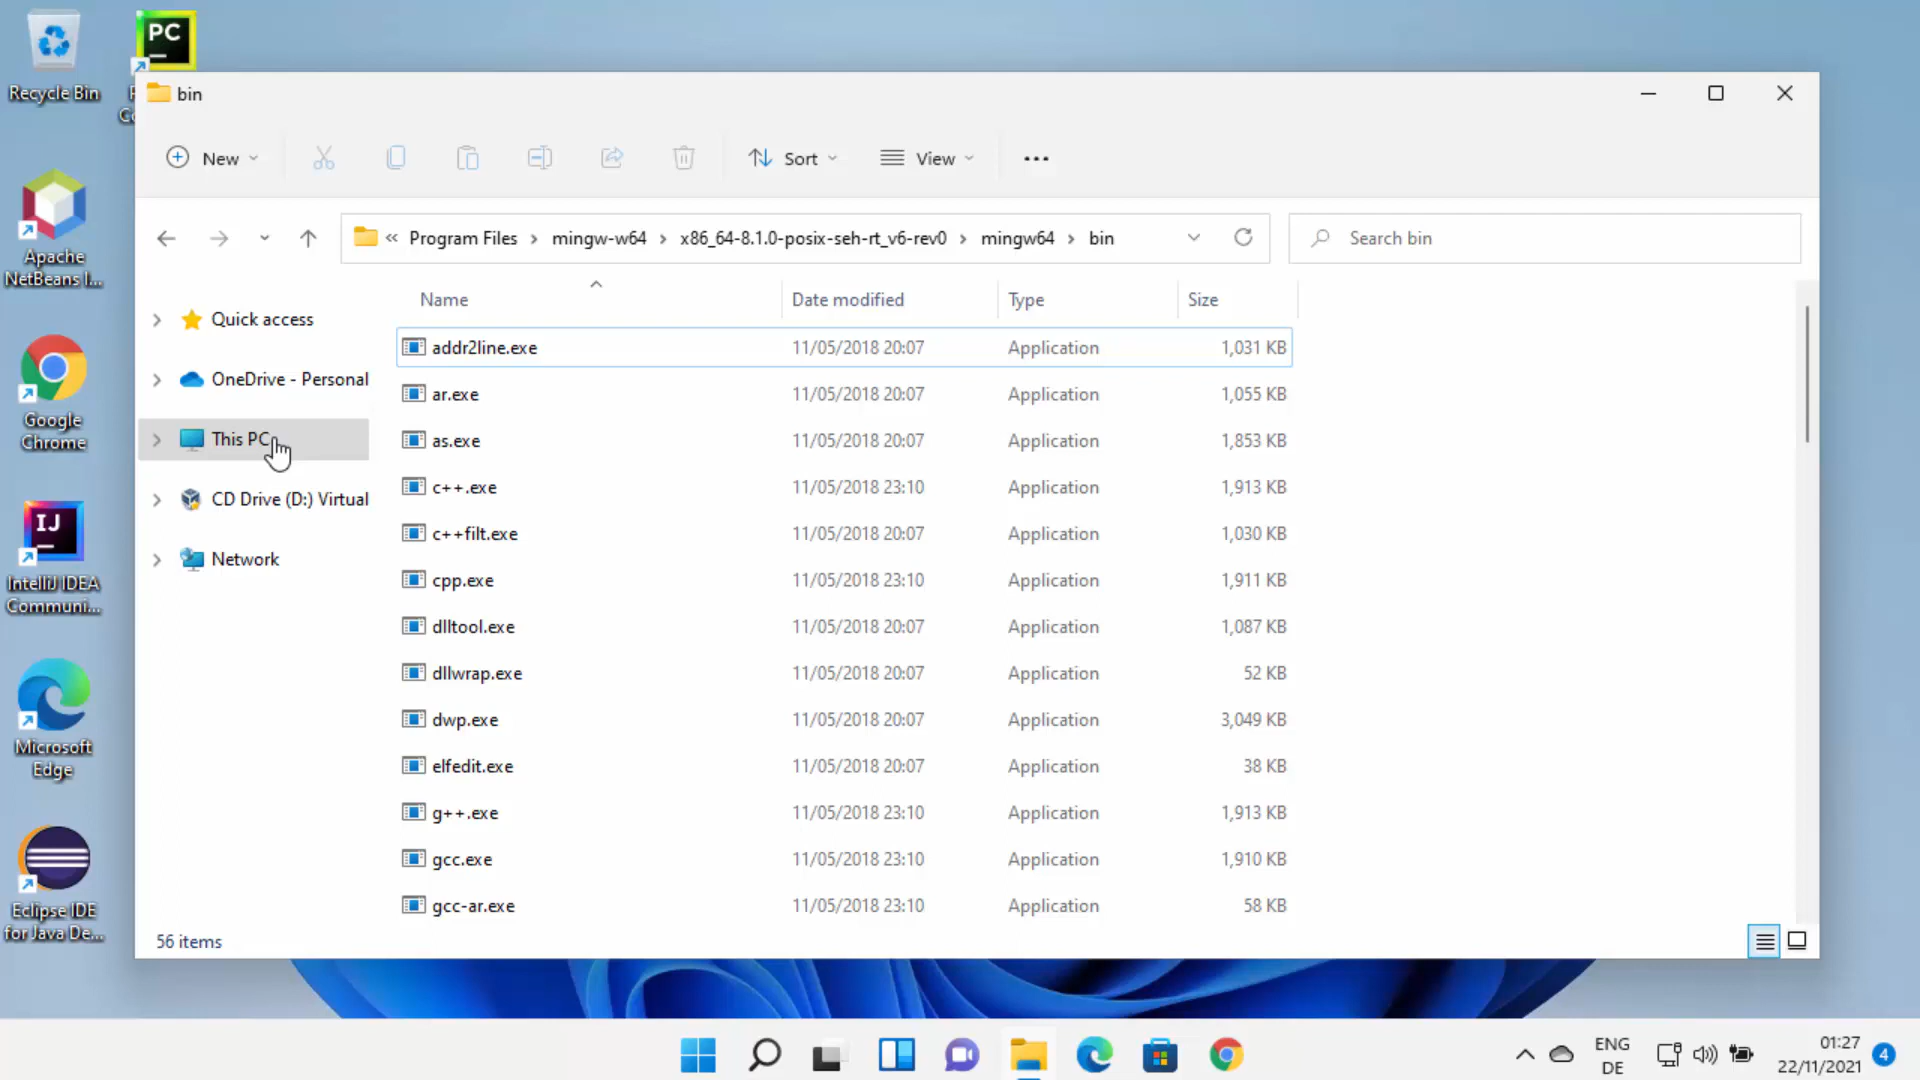 Recycle Bin
PC
Apache
NetBeans I...
Google
Chrome
IJ
IntelliJ IDEA
Communi...
Microsoft
Edge
Eclipse IDE
for Java De...
bin
New
Sort
View
Program Files
mingw-w64
x86_64-8.1.0-posix-seh-rt_v6-rev0
mingw64
bin
Search bin
Quick access
OneDrive - Personal
This PC
CD Drive (D:) Virtual
Network
Name Date modified Type Size
addr2line.exe 11/05/2018 20:07 Application 1,031 KB
ar.exe 11/05/2018 20:07 Application 1,055 KB
as.exe 11/05/2018 20:07 Application 1,853 KB
c++.exe 11/05/2018 23:10 Application 1,913 KB
c++filt.exe 11/05/2018 20:07 Application 1,030 KB
cpp.exe 11/05/2018 23:10 Application 1,911 KB
dlltool.exe 11/05/2018 20:07 Application 1,087 KB
dllwrap.exe 11/05/2018 20:07 Application 52 KB
dwp.exe 11/05/2018 20:07 Application 3,049 KB
elfedit.exe 11/05/2018 20:07 Application 38 KB
g++.exe 11/05/2018 23:10 Application 1,913 KB
gcc.exe 11/05/2018 23:10 Application 1,910 KB
gcc-ar.exe 11/05/2018 23:10 Application 58 KB
56 items
ENG
DE
01:27
22/11/2021
4